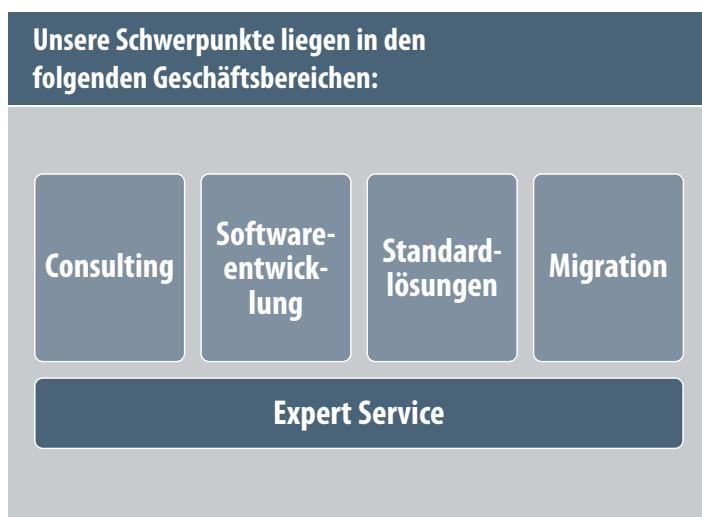 Unsere Schwerpunkte liegen in den
folgenden Geschäftsbereichen:
Consulting
Software-
entwick-
lung
Standard-
lösungen
Migration
Expert Service